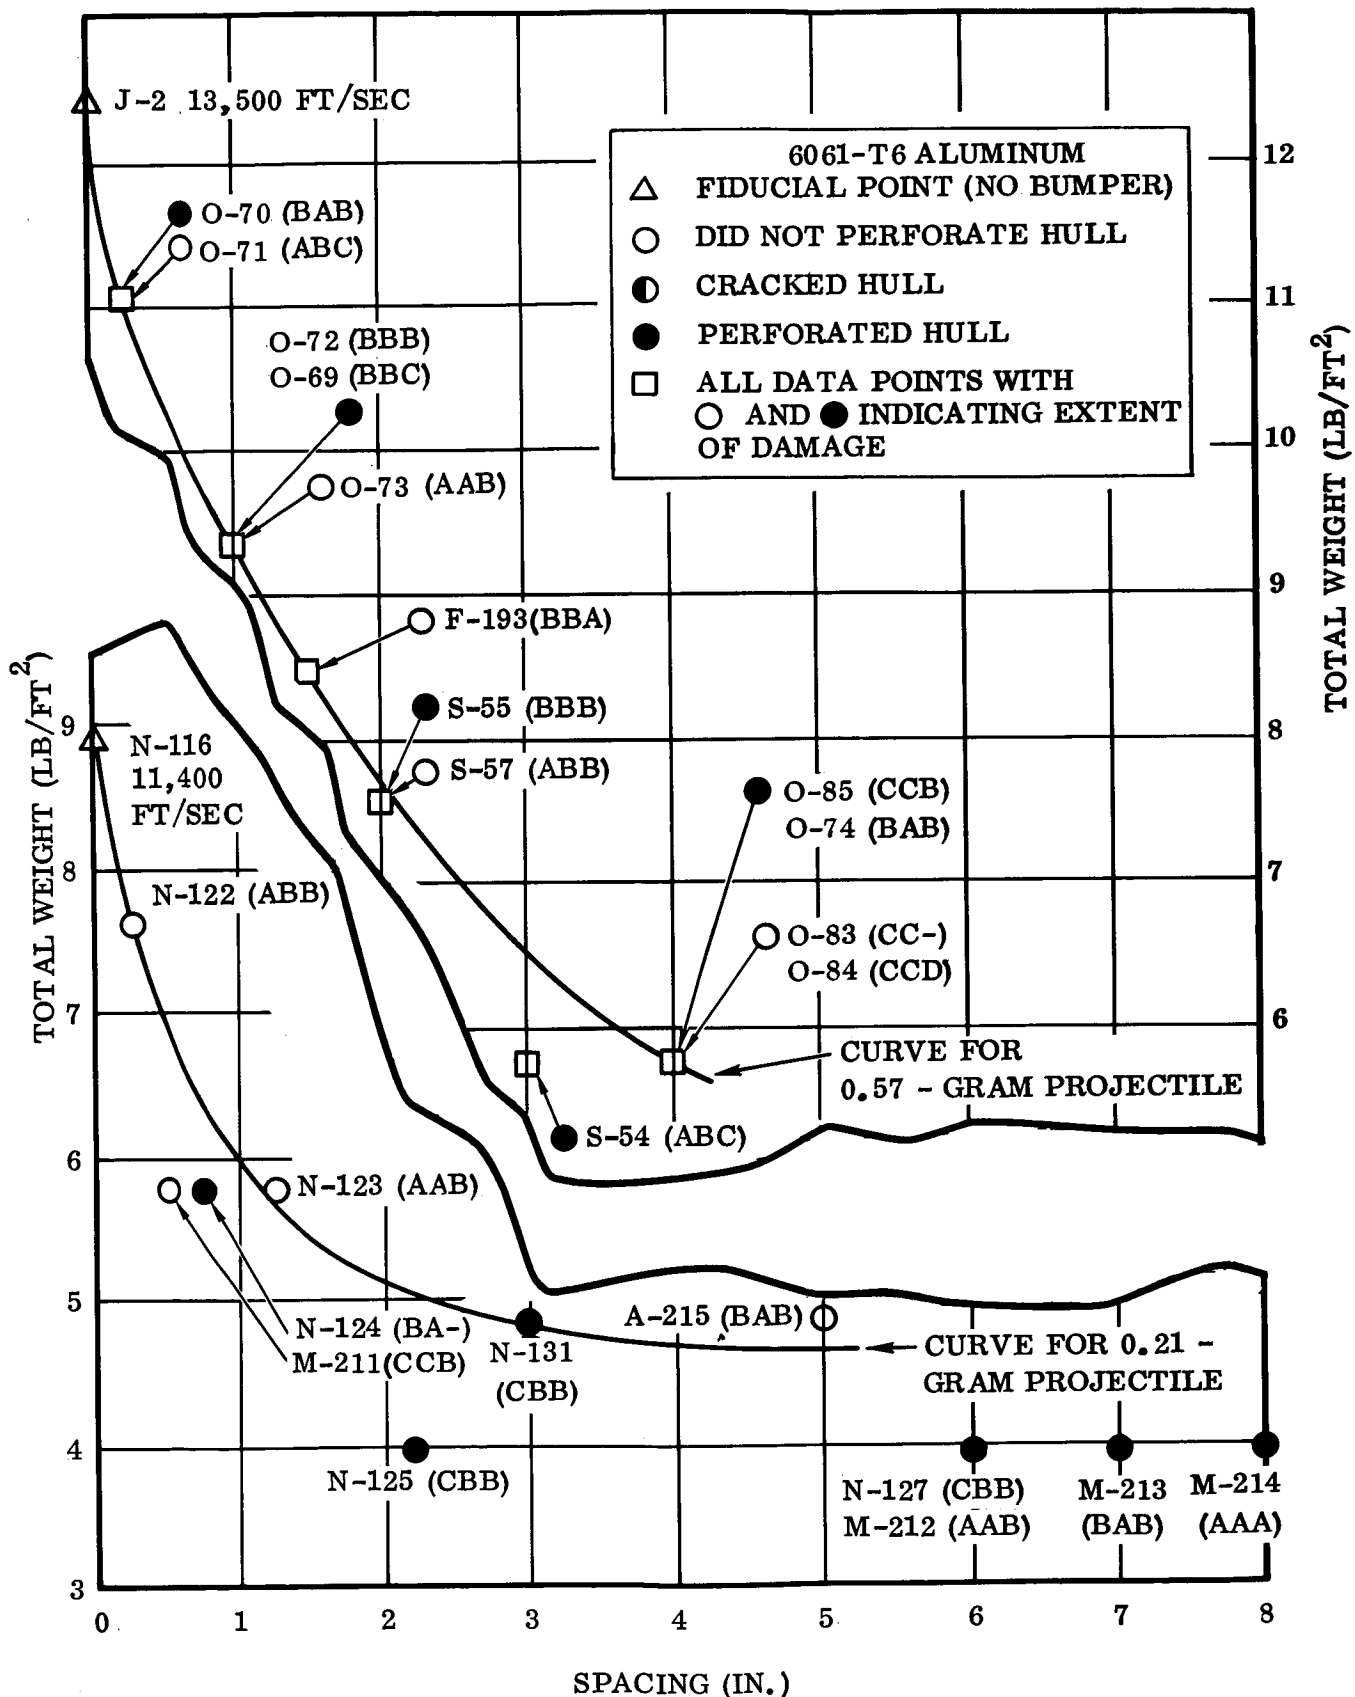 J-2 13,500 FT/SEC
6061-T6 ALUMINUM
FIDUCIAL POINT (NO BUMPER)
DID NOT PERFORATE HULL
CRACKED HULL
PERFORATED HULL
ALL DATA POINTS WITH
AND INDICATING EXTENT
OF DAMAGE
O-70 (BAB)
O-71 (ABC)
O-72 (BBB)
O-69 (BBC)
O-73 (AAB)
F-193(BBA)
S-55 (BBB)
S-57 (ABB)
O-85 (CCB)
O-74 (BAB)
O-83 (CC-)
O-84 (CCD)
CURVE FOR
0.57 - GRAM PROJECTILE
S-54 (ABC)
12
11
10
9
8
7
6
TOTAL WEIGHT (LB/FT2)
TOTAL WEIGHT (LB/FT2)
9
8
7
6
5
4
3
N-116
11,400
FT/SEC
N-122 (ABB)
N-123 (AAB)
N-124 (BA-)
M-211(CCB)
N-131
(CBB)
A-215 (BAB)
CURVE FOR 0.21 -
GRAM PROJECTILE
N-125 (CBB)
N-127 (CBB)
M-212 (AAB)
M-213
(BAB)
M-214
(AAA)
0 1 2 3 4 5 6 7 8
SPACING (IN.)